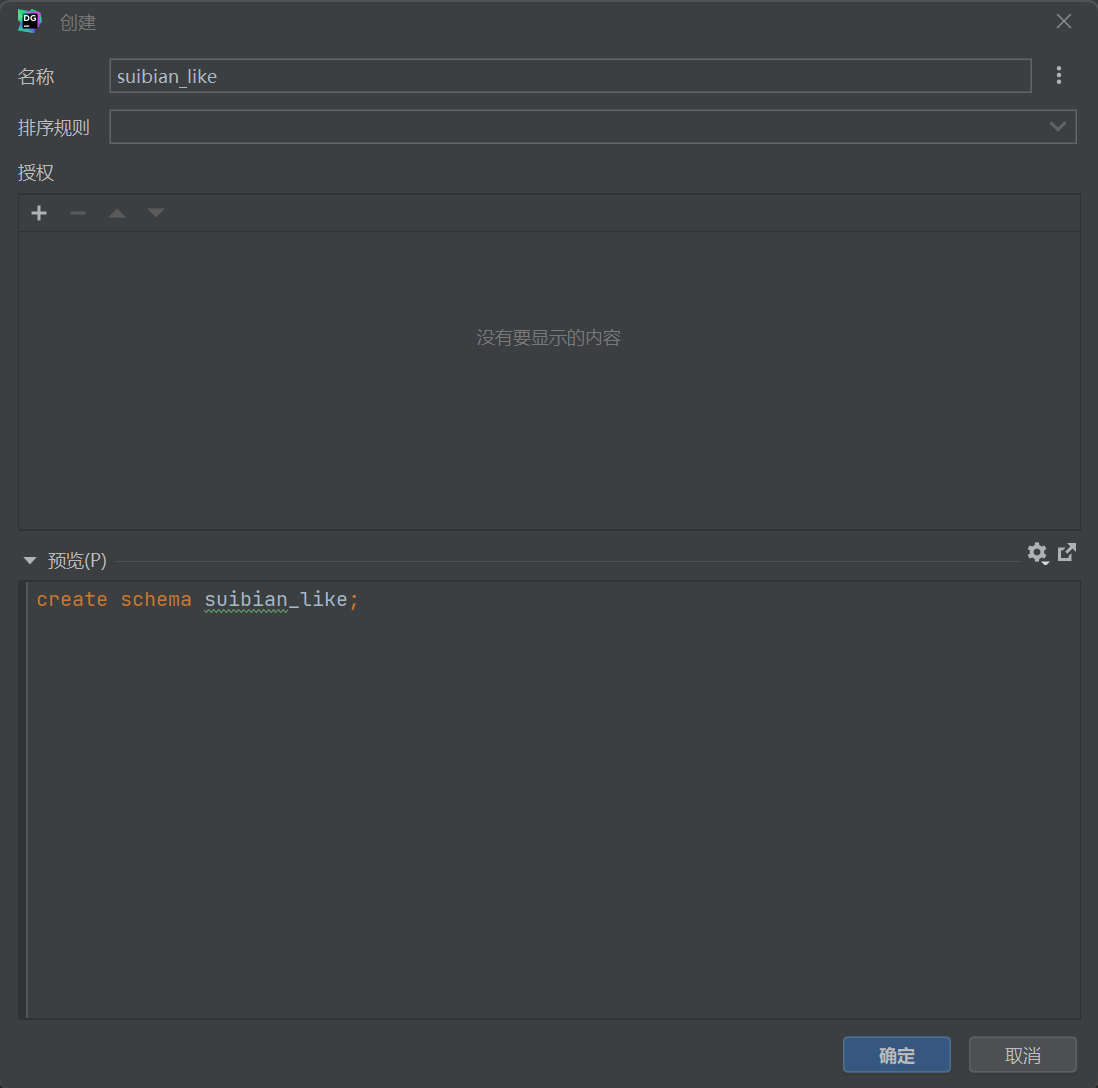 DG 创建
名称 suibian_like
排序规则
授权
没有要显示的内容
预览(P)
create schema suibian_like;
确定 取消